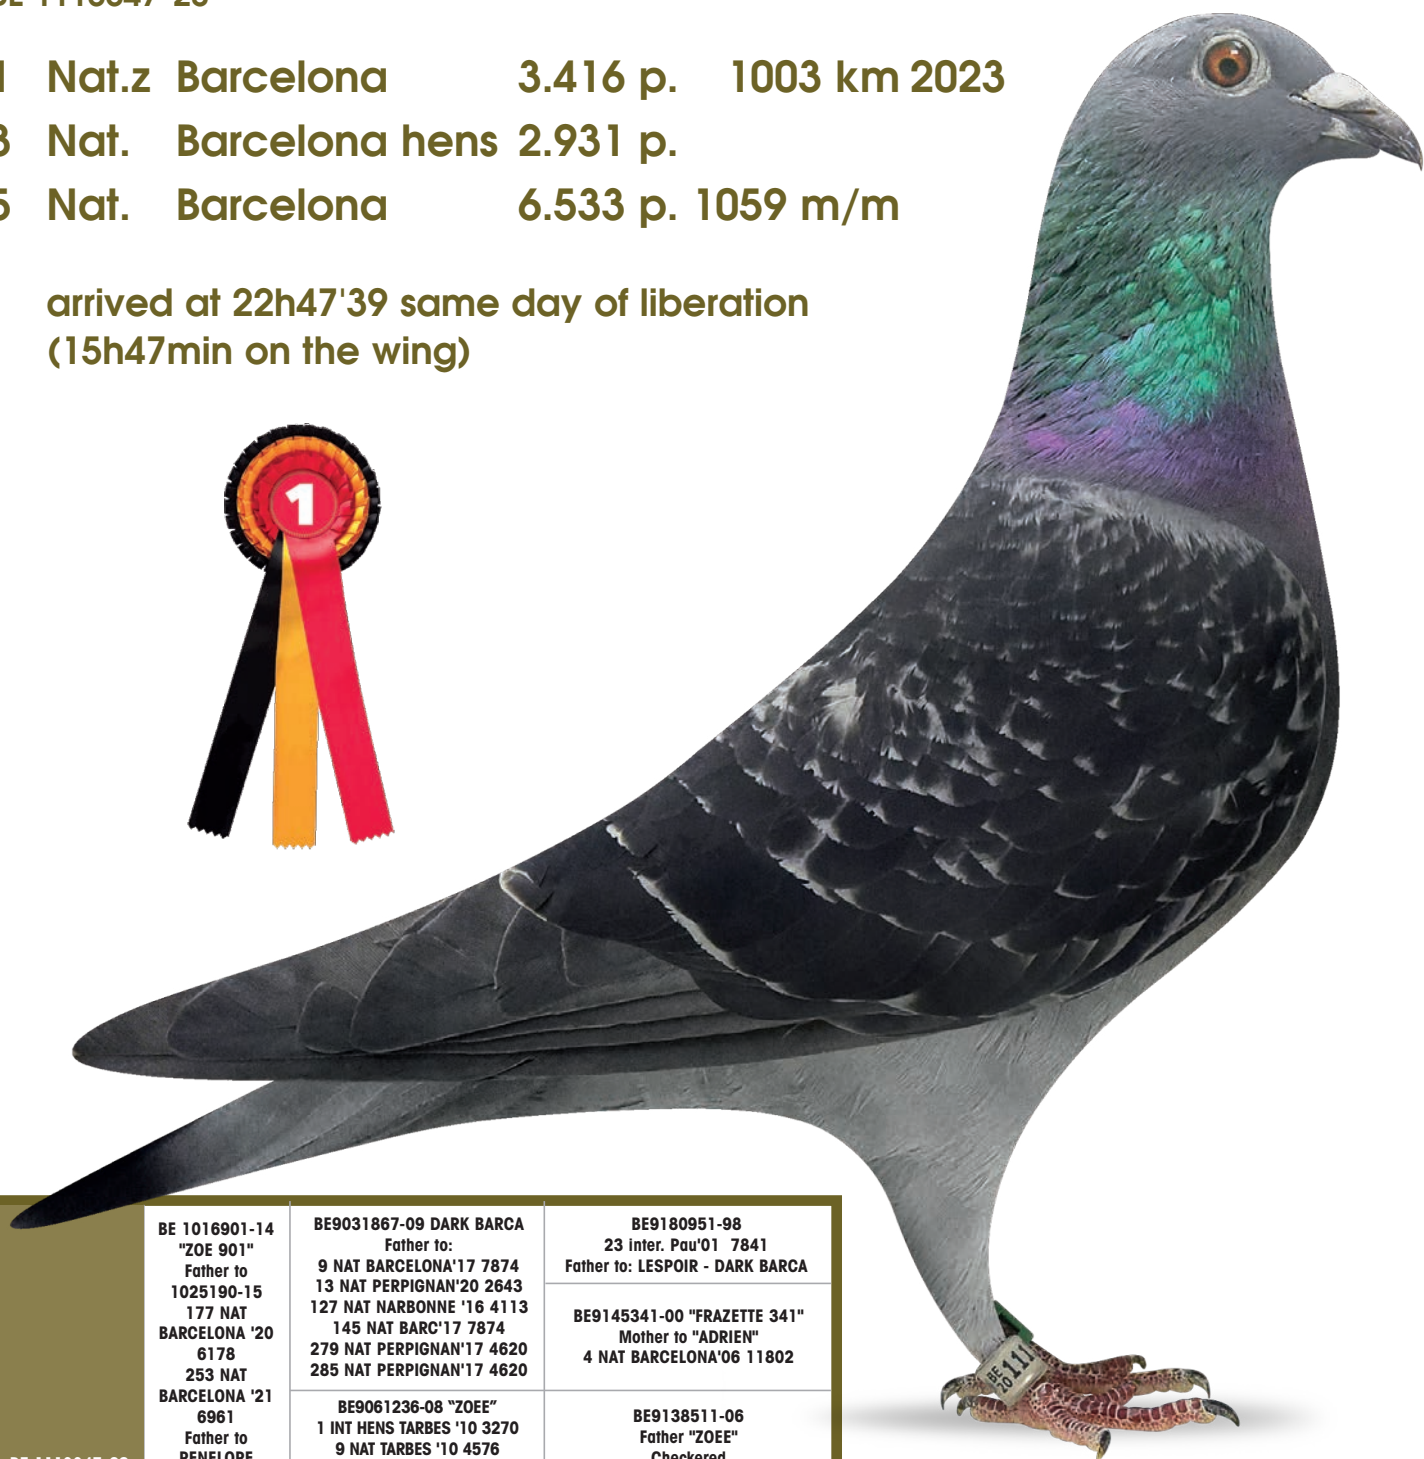 1 Nat.z Barcelona 3.416 p. 1003 km 2023
3 Nat. Barcelona hens 2.931 p.
5 Nat. Barcelona 6.533 p. 1059 m/m
arrived at 22h47'39 same day of liberation
(15h47min on the wing)
1
BE 1016901-14
"ZOE 901"
Father to
1025190-15
177 NAT
BARCELONA '20
6178
253 NAT
BARCELONA '21
6961
Father to
PENELOPE
BE9031867-09 DARK BARCA
Father to:
9 NAT BARCELONA'17 7874
13 NAT PERPIGNAN'20 2643
127 NAT NARBONNE '16 4113
145 NAT BARC'17 7874
279 NAT PERPIGNAN'17 4620
285 NAT PERPIGNAN'17 4620
BE9061236-08 "ZOEE"
1 INT HENS TARBES '10 3270
9 NAT TARBES '10 4576
BE9180951-98
23 inter. Pau'01 7841
Father to: LESPOIR - DARK BARCA
BE9145341-00 "FRAZETTE 341"
Mother to "ADRIEN"
4 NAT BARCELONA'06 11802
BE9138511-06
Father "ZOEE"
Checkered
BE
20 111